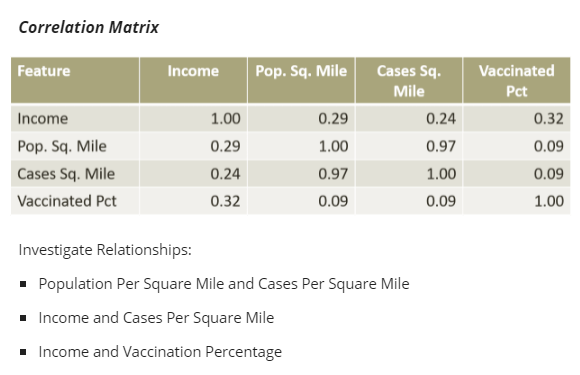 Correlation Matrix
Feature Income Pop. Sq. Mile Cases Sq. Mile Vaccinated Pct
Income 1.00 0.29 0.24 0.32
Pop. Sq. Mile 0.29 1.00 0.97 0.09
Cases Sq. Mile 0.24 0.97 1.00 0.09
Vaccinated Pct 0.32 0.09 0.09 1.00
Investigate Relationships:
▪ Population Per Square Mile and Cases Per Square Mile
▪ Income and Cases Per Square Mile
▪ Income and Vaccination Percentage